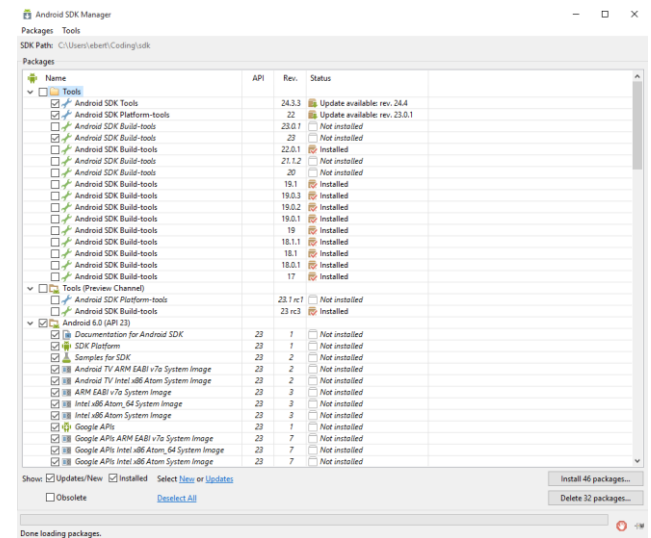 Android SDK Manager
Packages Tools
SDK Path: C:\Users\ebert\Coding\sdk
Packages
Name API Rev. Status
Tools
Android SDK Tools 24.3.3 Update available: rev. 24.4
Android SDK Platform-tools 22 Update available: rev. 23.0.1
Android SDK Build-tools 23.0.1 Not installed
Android SDK Build-tools 23 Not installed
Android SDK Build-tools 22.0.1 Installed
Android SDK Build-tools 21.1.2 Not installed
Android SDK Build-tools 20 Not installed
Android SDK Build-tools 19.1 Installed
Android SDK Build-tools 19.0.3 Installed
Android SDK Build-tools 19.0.2 Installed
Android SDK Build-tools 19.0.1 Installed
Android SDK Build-tools 19 Installed
Android SDK Build-tools 18.1.1 Installed
Android SDK Build-tools 18.1 Installed
Android SDK Build-tools 18.0.1 Installed
Android SDK Build-tools 17 Installed
Tools (Preview Channel)
Android SDK Platform-tools 23.1 rc1 Not installed
Android SDK Build-tools 23 rc3 Installed
Android 6.0 (API 23)
Documentation for Android SDK 23 1 Not installed
SDK Platform 23 1 Not installed
Samples for SDK 23 2 Not installed
Android TV ARM EABI v7a System Image 23 2 Not installed
Android TV Intel x86 Atom System Image 23 2 Not installed
ARM EABI v7a System Image 23 3 Not installed
Intel x86 Atom_64 System Image 23 3 Not installed
Intel x86 Atom System Image 23 3 Not installed
Google APIs 23 1 Not installed
Google APIs ARM EABI v7a System Image 23 7 Not installed
Google APIs Intel x86 Atom_64 System Image 23 7 Not installed
Google APIs Intel x86 Atom System Image 23 7 Not installed
Show: Updates/New Installed Select New or Updates Install 46 packages...
Obsolete Deselect All Delete 32 packages...
Done loading packages.